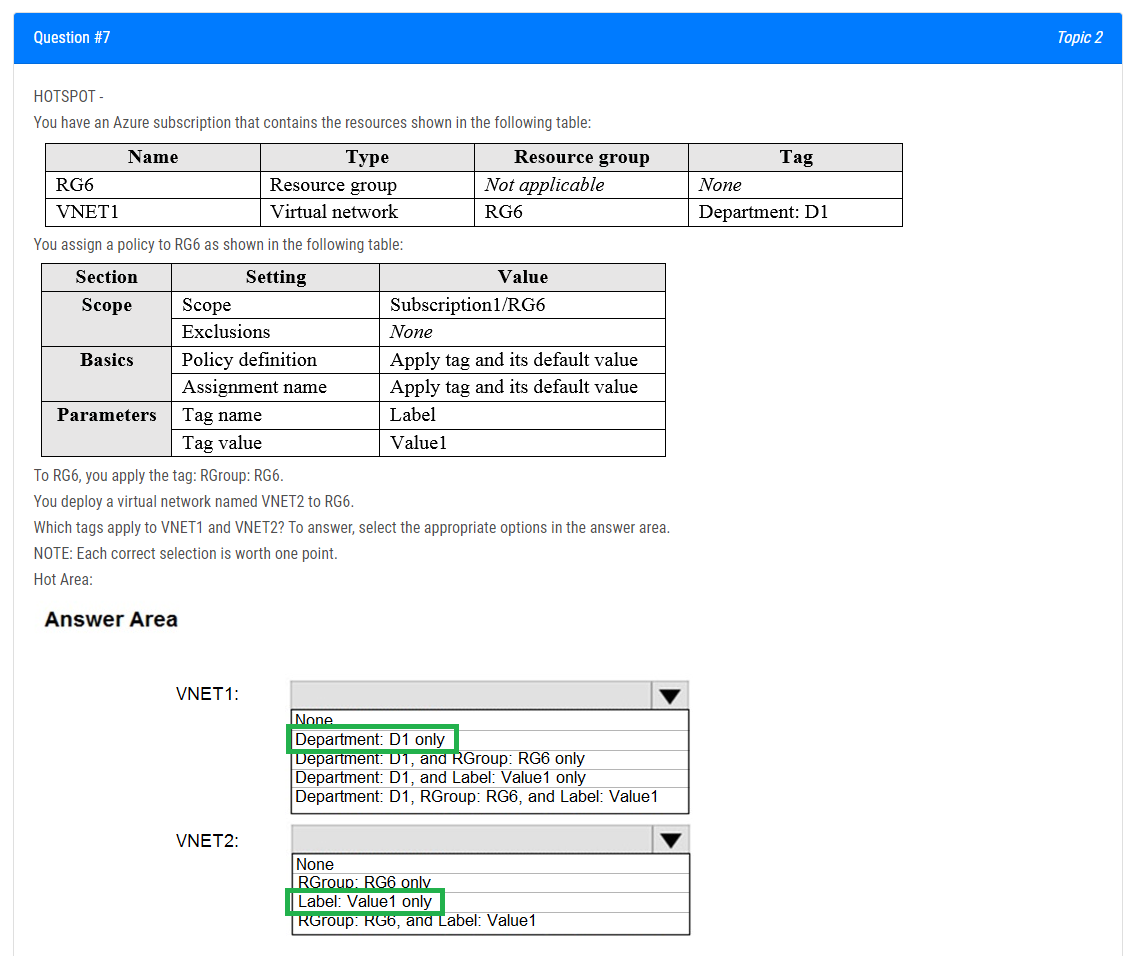 Question #7 Topic 2
HOTSPOT -
You have an Azure subscription that contains the resources shown in the following table:
Name Type Resource group Tag
RG6 Resource group Not applicable None
VNET1 Virtual network RG6 Department: D1
You assign a policy to RG6 as shown in the following table:
Section Setting Value
Scope Scope Subscription1/RG6
Exclusions None
Basics Policy definition Apply tag and its default value
Assignment name Apply tag and its default value
Parameters Tag name Label
Tag value Value1
To RG6, you apply the tag: RGroup: RG6.
You deploy a virtual network named VNET2 to RG6.
Which tags apply to VNET1 and VNET2? To answer, select the appropriate options in the answer area.
NOTE: Each correct selection is worth one point.
Hot Area:
Answer Area
VNET1:
None
Department: D1 only
Department: D1, and RGroup: RG6 only
Department: D1, and Label: Value1 only
Department: D1, RGroup: RG6, and Label: Value1
VNET2:
None
RGroup: RG6 only
Label: Value1 only
RGroup: RG6, and Label: Value1